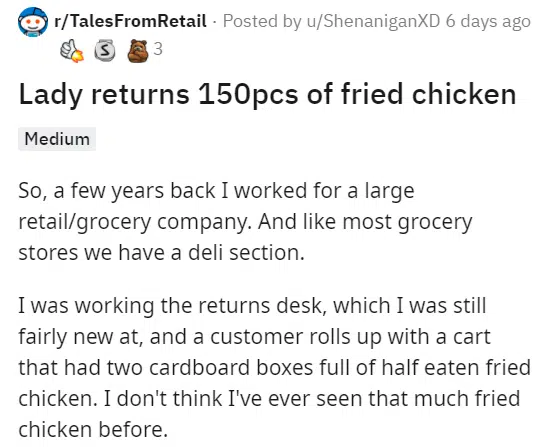 r/TalesFromRetail · Posted by u/ShenaniganXD 6 days ago
S 3
Lady returns 150pcs of fried chicken
Medium
So, a few years back I worked for a large
retail/grocery company. And like most grocery
stores we have a deli section.
I was working the returns desk, which I was still
fairly new at, and a customer rolls up with a cart
that had two cardboard boxes full of half eaten fried
chicken. I don't think I've ever seen that much fried
chicken before.